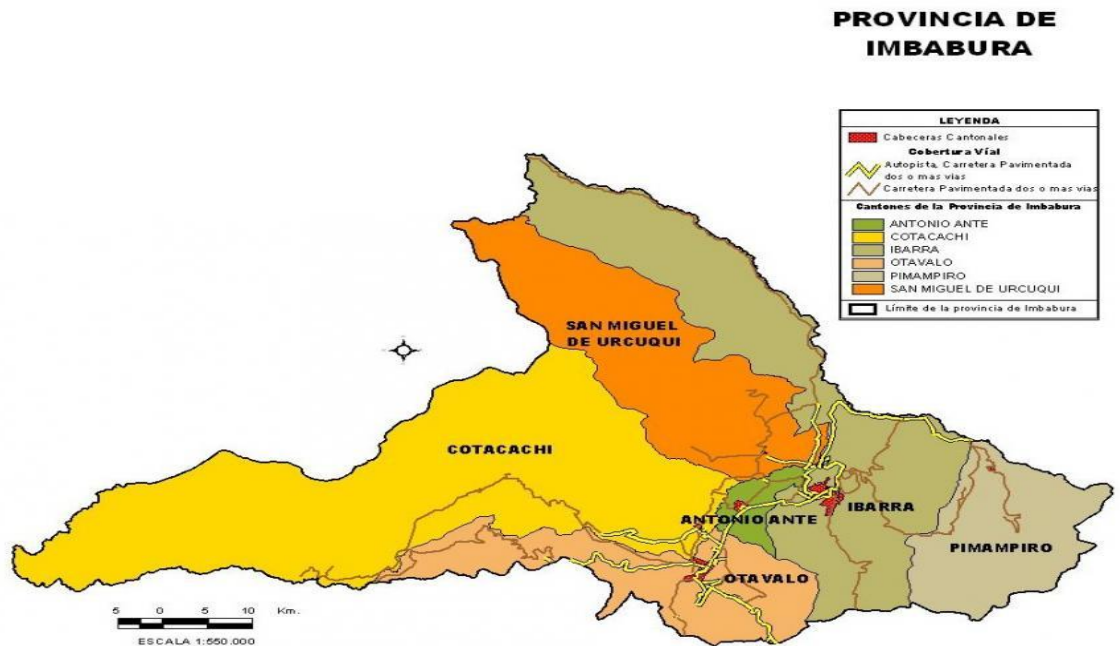 PROVINCIA DE
IMBABURA
LEYENDA
Cabeceras Cantonales
Cobertura Víal
Autopista, Carretera Pavimentada
dos o mas vias
Carretera Pavimentada dos o mas vias
Cantones de la Provincia de Imbabura
ANTONIO ANTE
COTACACHI
IBARRA
OTAVALO
PIMAMPIRO
SAN MIGUEL DE URCUQUI
Límite de la provincia de Imbabura
SAN MIGUEL
DE URCUQUI
COTACACHI
ANTONIO ANTE
IBARRA
PIMAMPIRO
OTAVALO
5 0 5 10 Km.
ESCALA 1:550.000